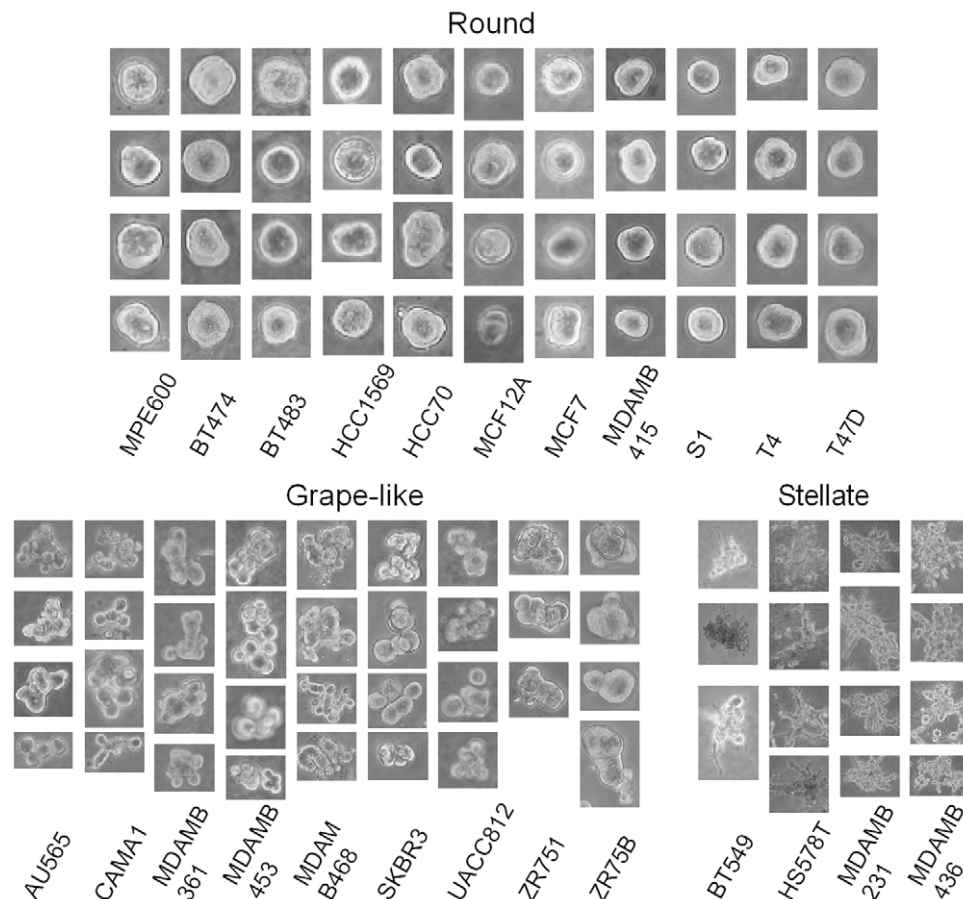 Round
MPE600
BT474
BT483
HCC1569
HCC70
MCF12A
MCF7
MDAMB
415
S1
T4
T47D
Grape-like
Stellate
AU565
CAMA1
MDAMB
361
MDAMB
453
MDAM
B468
SKBR3
UACC812
ZR751
ZR75B
BT549
HS578T
MDAMB
231
MDAMB
436